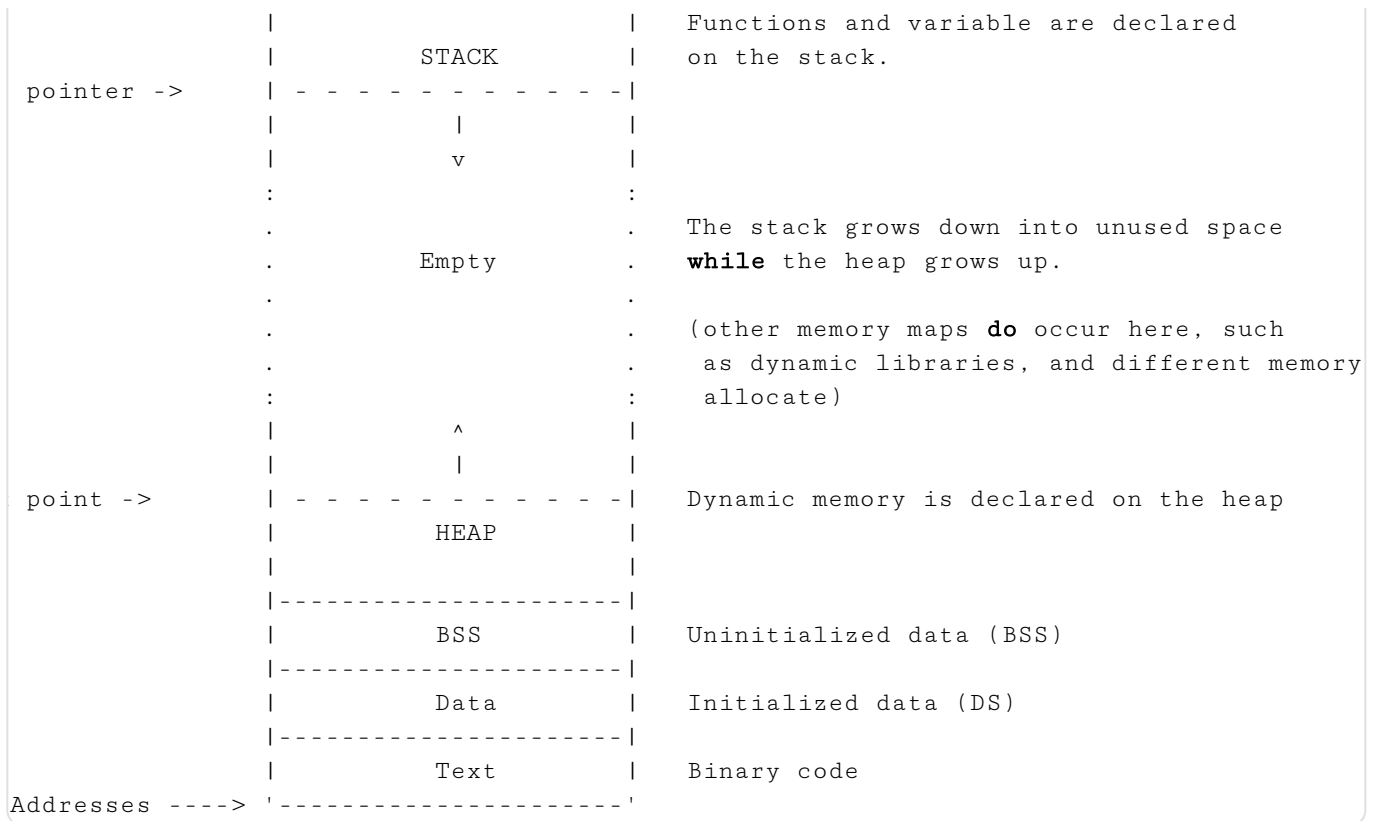 |                       |   Functions and variable are declared
|         STACK         |   on the stack.
pointer ->     | - - - - - - - - - - -|
|           |           |
|           v           |
:                       :
.                       .   The stack grows down into unused space
.         Empty         .   while the heap grows up.
.                       .
.                       .   (other memory maps do occur here, such
.                       .    as dynamic libraries, and different memory
:                       :    allocate)
|           ^           |
|           |           |
point ->       | - - - - - - - - - - -|   Dynamic memory is declared on the heap
|          HEAP         |
|                       |
|----------------------|
|          BSS          |   Uninitialized data (BSS)
|----------------------|
|          Data         |   Initialized data (DS)
|----------------------|
|          Text         |   Binary code
Addresses ----> '----------------------'